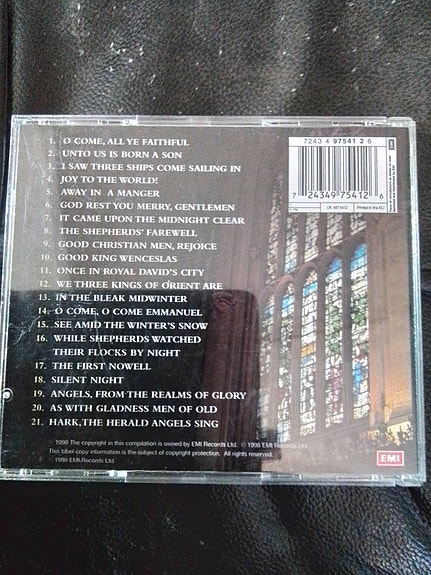 1. O COME, ALL YE FAITHFUL
2. UNTO US IS BORN A SON
3. I SAW THREE SHIPS COME SAILING IN
4. JOY TO THE WORLD!
5. AWAY IN A MANGER
6. GOD REST YOU MERRY, GENTLEMEN
7. IT CAME UPON THE MIDNIGHT CLEAR
8. THE SHEPHERDS' FAREWELL
9. GOOD CHRISTIAN MEN, REJOICE
10. GOOD KING WENCESLAS
11. ONCE IN ROYAL DAVID'S CITY
12. WE THREE KINGS OF ORIENT ARE
13. IN THE BLEAK MIDWINTER
14. O COME, O COME EMMANUEL
15. SEE AMID THE WINTER'S SNOW
16. WHILE SHEPHERDS WATCHED
THEIR FLOCKS BY NIGHT
17. THE FIRST NOWELL
18. SILENT NIGHT
19. ANGELS, FROM THE REALMS OF GLORY
20. AS WITH GLADNESS MEN OF OLD
21. HARK, THE HERALD ANGELS SING
7243 4 97541 2 6
7 24349 75412 6
UK: 497 5412
Printed in the EU
1998 The copyright in this compilation is owned by EMI Records Ltd. © 1998 EMI Records Ltd.
This label copy information is the subject of copyright protection. All rights reserved.
© 1998 EMI Records Ltd.
EMI